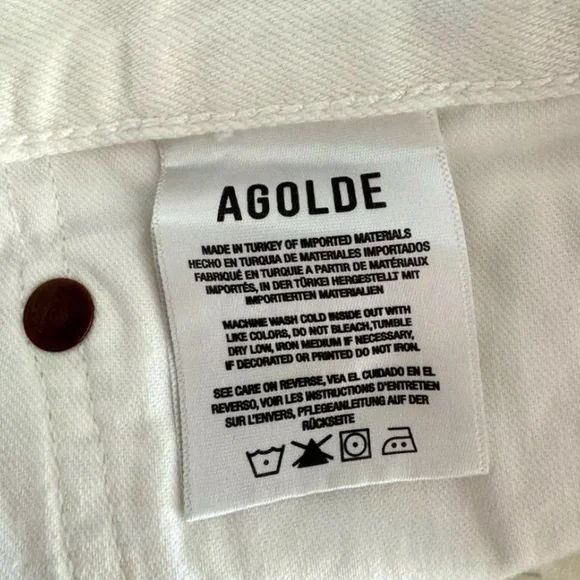 AGOLDE
MADE IN TURKEY OF IMPORTED MATERIALS
HECHO EN TURQUIA DE MATERIALES IMPORTADOS
FABRIQUÉ EN TURQUIE A PARTIR DE MATÉRIAUX
IMPORTÉS, IN DER TÜRKEI HERGESTELLT MIT
IMPORTIERTEN MATERIALIEN
MACHINE WASH COLD INSIDE OUT WITH
LIKE COLORS, DO NOT BLEACH,TUMBLE
DRY LOW, IRON MEDIUM IF NECESSARY,
IF DECORATED OR PRINTED DO NOT IRON.
SEE CARE ON REVERSE, VEA EL CUIDADO EN EL
REVERSO, VOIR LES INSTRUCTIONS D'ENTRETIEN
SUR L'ENVERS, PFLEGEANLEITUNG AUF DER
RÜCKSEITE